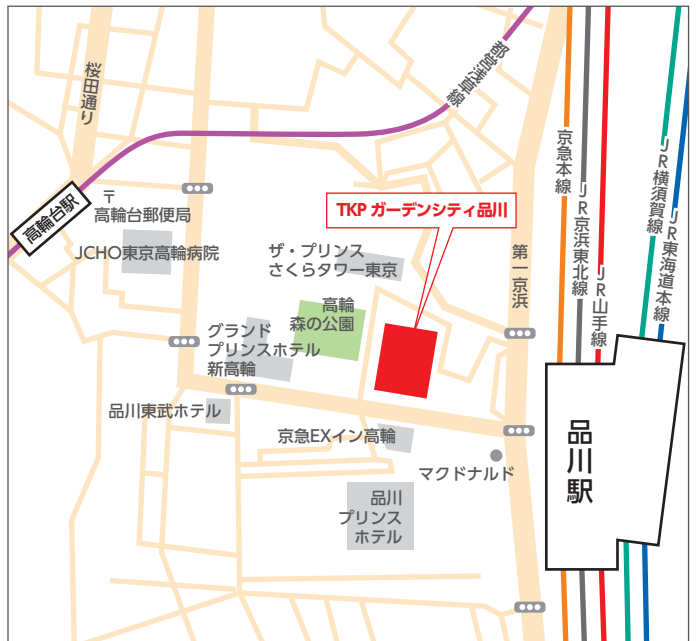 桜田通り
都営浅草線
高輪台駅
〒
高輪台郵便局
JCHO東京高輪病院
TKP ガーデンシティ品川
ザ・プリンス
さくらタワー東京
高輪
森の公園
グランド
プリンスホテル
新高輪
品川東武ホテル
京急EXイン高輪
マクドナルド
品川
プリンス
ホテル
第一京浜
京急本線
JR京浜東北線
JR山手線
JR横須賀線
JR東海道本線
品川駅